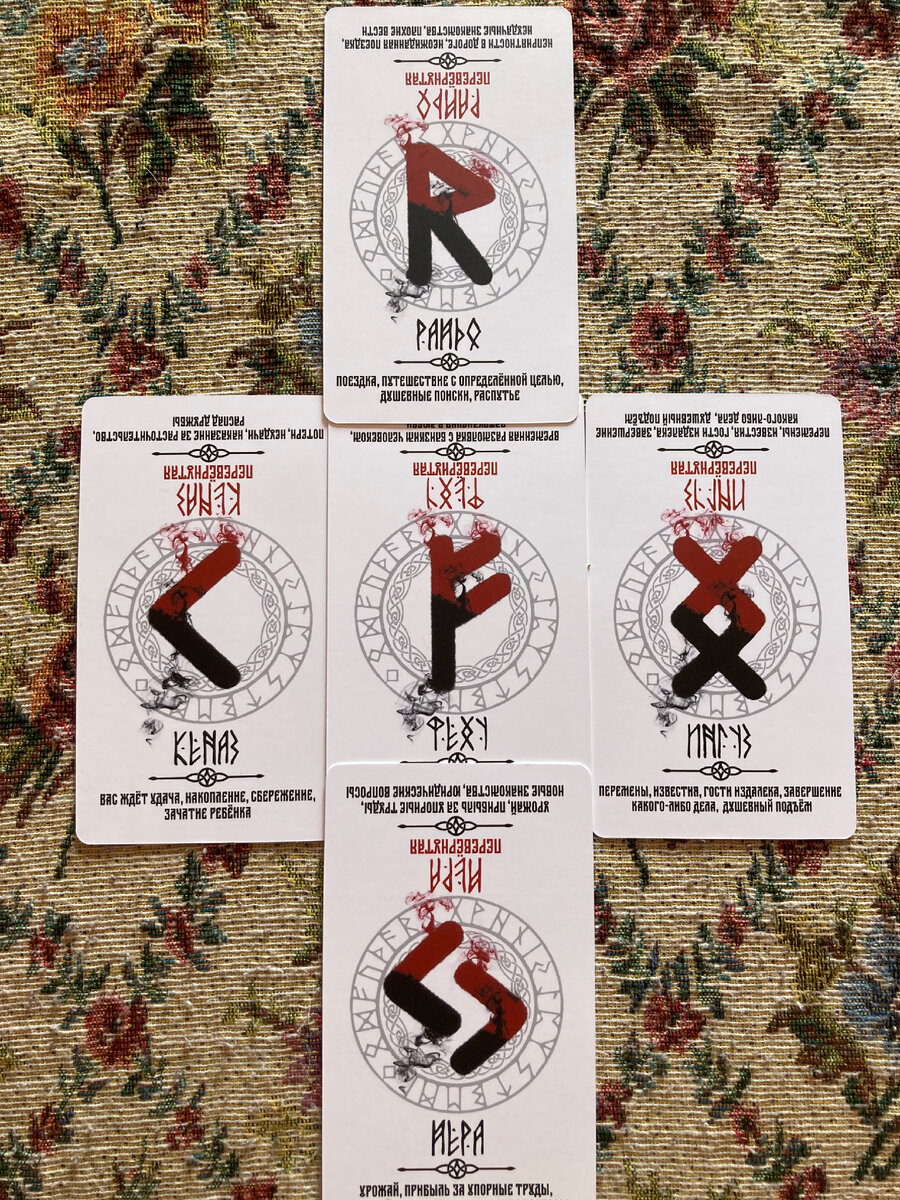 НЕПРИЯТНОСТИ В ДОРОГЕ, НЕОЖИДАННАЯ ПОЕЗДКА,
НЕУДАЧНЫЕ ЗНАКОМСТВА, ПЛОХИЕ ВЕСТИ
ПЕРЕВЁРНУТАЯ
РАЙДО
РАЙДО
ПОЕЗДКА, ПУТЕШЕСТВИЕ С ОПРЕДЕЛЁННОЙ ЦЕЛЬЮ,
ДУШЕВНЫЕ ПОИСКИ, РАСПУТЬЕ
ПОТЕРИ, НЕУДАЧИ, НАКАЗАНИЕ ЗА РАСТОЧИТЕЛЬСТВО,
РАСПАД ДРУЖБЫ
ПЕРЕВЁРНУТАЯ
КЕНАЗ
КЕНАЗ
ВАС ЖДЁТ УДАЧА, НАКОПЛЕНИЕ, СБЕРЕЖЕНИЕ,
ЗАЧАТИЕ РЕБЁНКА
ВРЕМЕННАЯ РАЗМОЛВКА С БЛИЗКИМ ЧЕЛОВЕКОМ,
ПЕРЕВЁРНУТАЯ
ФЕХУ
ФЕХУ
ПЕРЕМЕНЫ, ИЗВЕСТИЯ, ГОСТИ ИЗДАЛЕКА, ЗАВЕРШЕНИЕ
КАКОГО-ЛИБО ДЕЛА, ДУШЕВНЫЙ ПОДЪЁМ
ПЕРЕВЁРНУТАЯ
ИНГУЗ
ИНГУЗ
ПЕРЕМЕНЫ, ИЗВЕСТИЯ, ГОСТИ ИЗДАЛЕКА, ЗАВЕРШЕНИЕ
КАКОГО-ЛИБО ДЕЛА, ДУШЕВНЫЙ ПОДЪЁМ
УРОЖАЙ, ПРИБЫЛЬ ЗА УПОРНЫЕ ТРУДЫ,
НОВЫЕ ЗНАКОМСТВА, ЮРИДИЧЕССКИЕ ВОПРОСЫ
ПЕРЕВЁРНУТАЯ
ЙЕРА
ЙЕРА
УРОЖАЙ, ПРИБЫЛЬ ЗА УПОРНЫЕ ТРУДЫ,